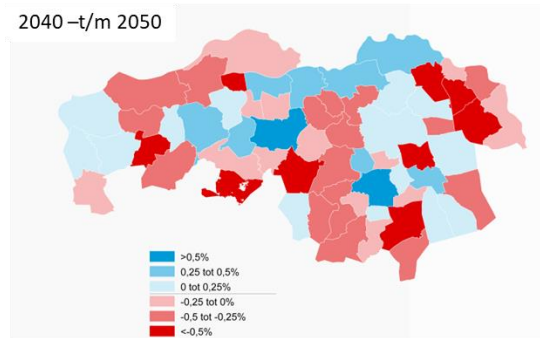 2040 –t/m 2050
>0,5%
0,25 tot 0,5%
0 tot 0,25%
-0,25 tot 0%
-0,5 tot -0,25%
<-0,5%